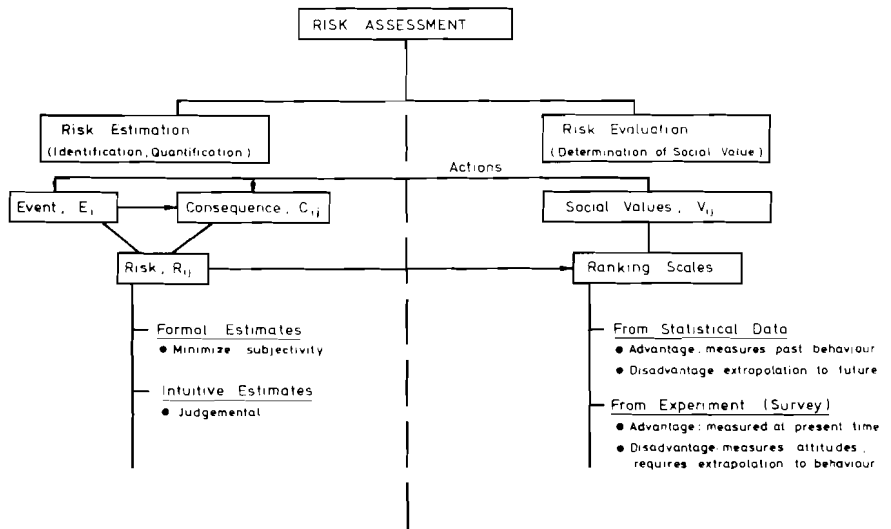 RISK ASSESSMENT
Risk Estimation
(Identification, Quantification)
Risk Evaluation
(Determination of Social Value)
Actions
Event, Ei
Consequence, Cij
Social Values, Vij
Risk, Rij
Ranking Scales
Formal Estimates
● Minimize subjectivity
Intuitive Estimates
● Judgemental
From Statistical Data
● Advantage: measures past behaviour
● Disadvantage extrapolation to future
From Experiment (Survey)
● Advantage: measured at present time
● Disadvantage: measures attitudes,
requires extrapolation to behaviour